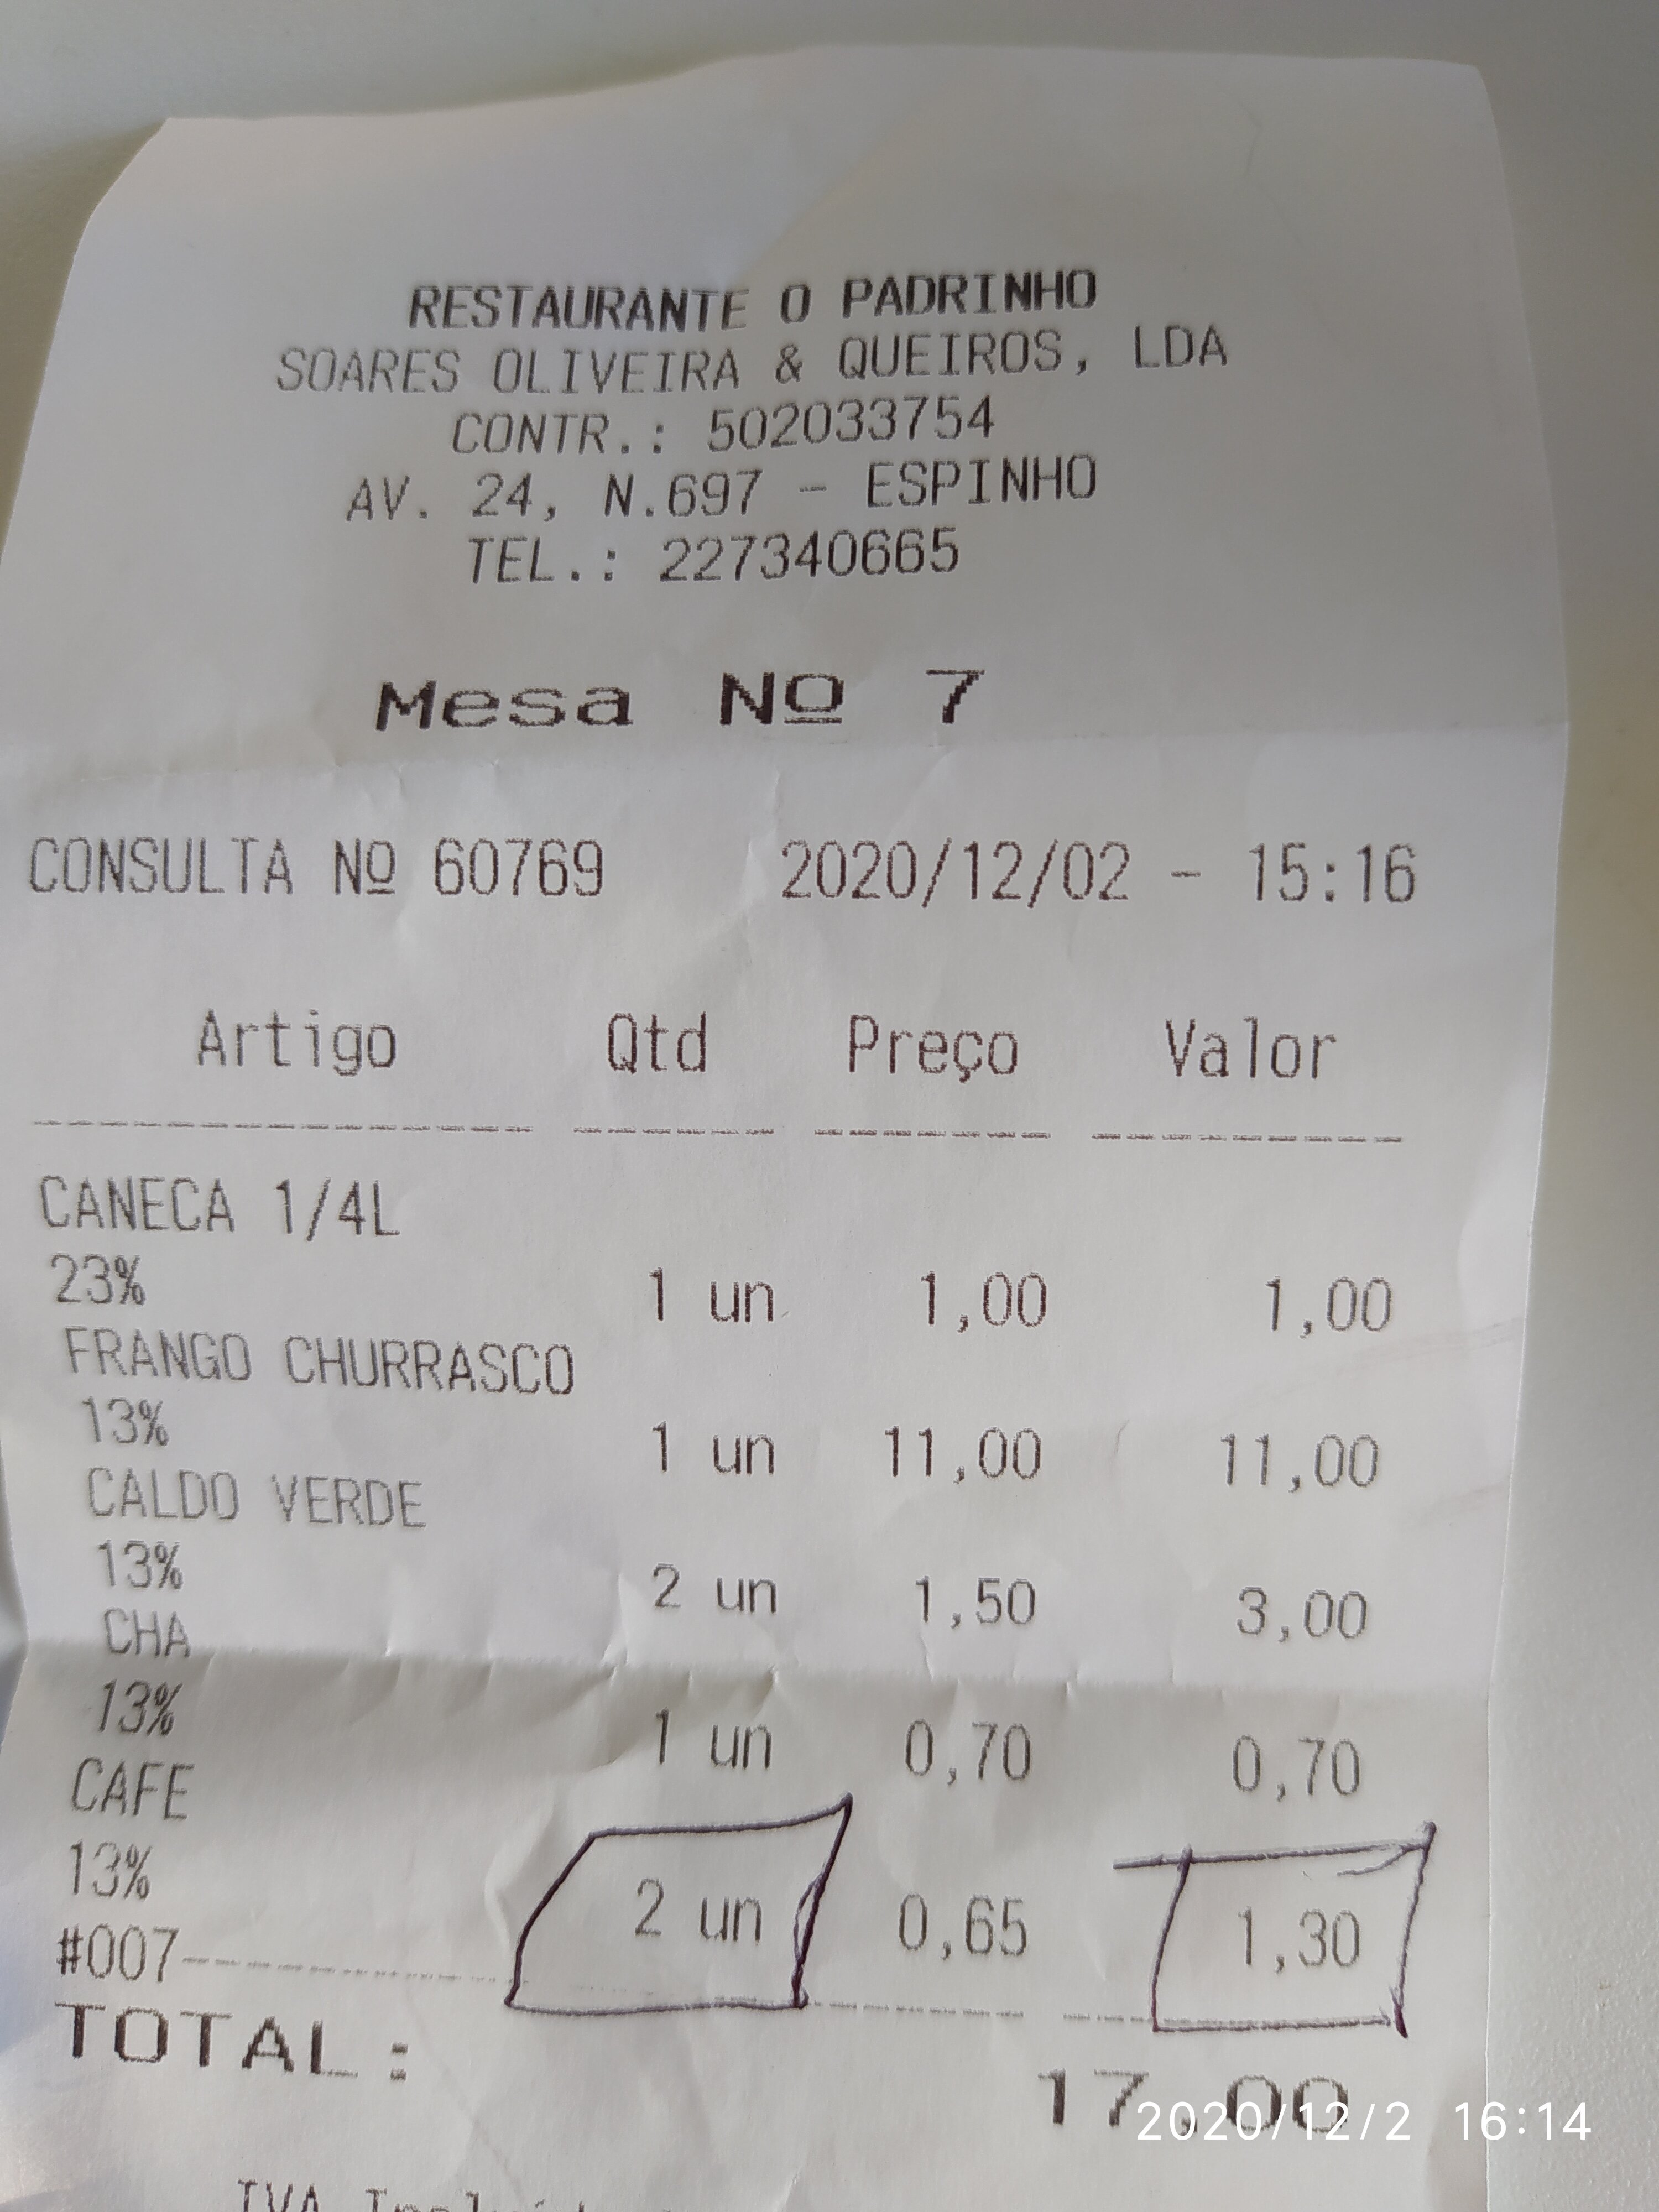 RESTAURANTE O PADRINHO
SOARES OLIVEIRA & QUEIROS, LDA
CONTR.: 502033754
AV. 24, N.697 - ESPINHO
TEL.: 227340665
Mesa Nº 7
CONSULTA Nº 60769 2020/12/02 - 15:16
Artigo Qtd Preço Valor
CANECA 1/4L
23% 1 un 1,00 1,00
FRANGO CHURRASCO
13% 1 un 11,00 11,00
CALDO VERDE
13% 2 un 1,50 3,00
CHA
13% 1 un 0,70 0,70
CAFE
13% 2 un 0,65 1,30
#007
TOTAL: 17,00
2020/12/2 16:14
IVA